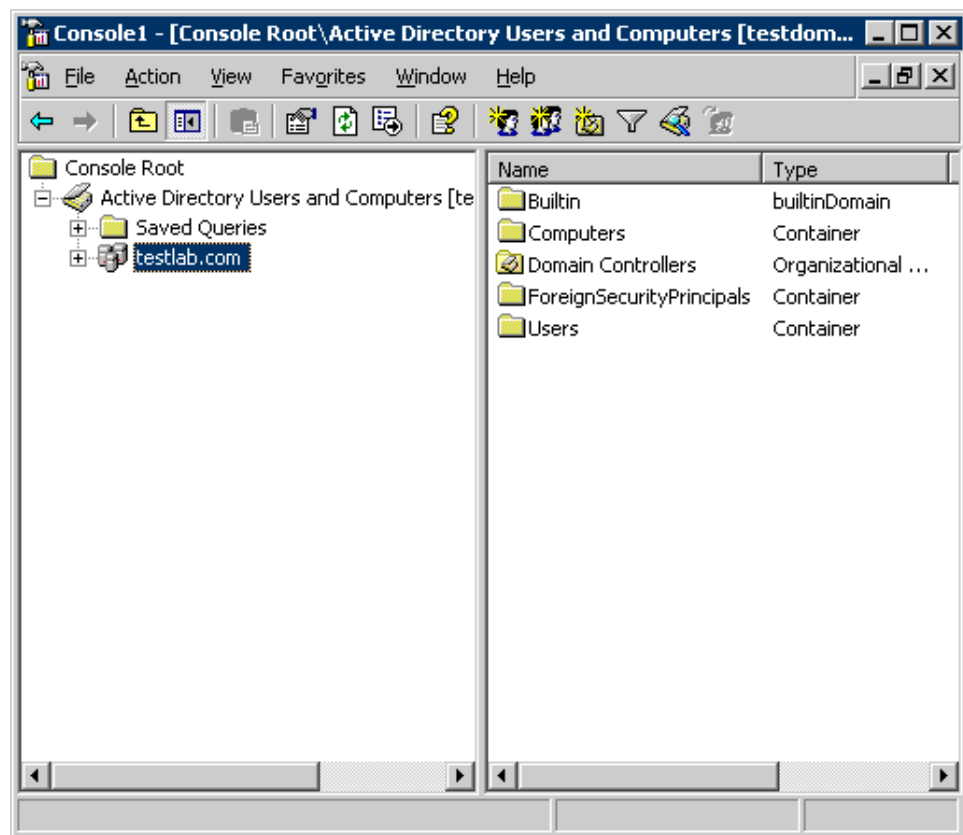 Console1 - [Console Root\Active Directory Users and Computers [testdom...
File Action View Favorites Window Help
Console Root
Active Directory Users and Computers [te
Saved Queries
testlab.com
Name Type
Builtin builtinDomain
Computers Container
Domain Controllers Organizational ...
ForeignSecurityPrincipals Container
Users Container